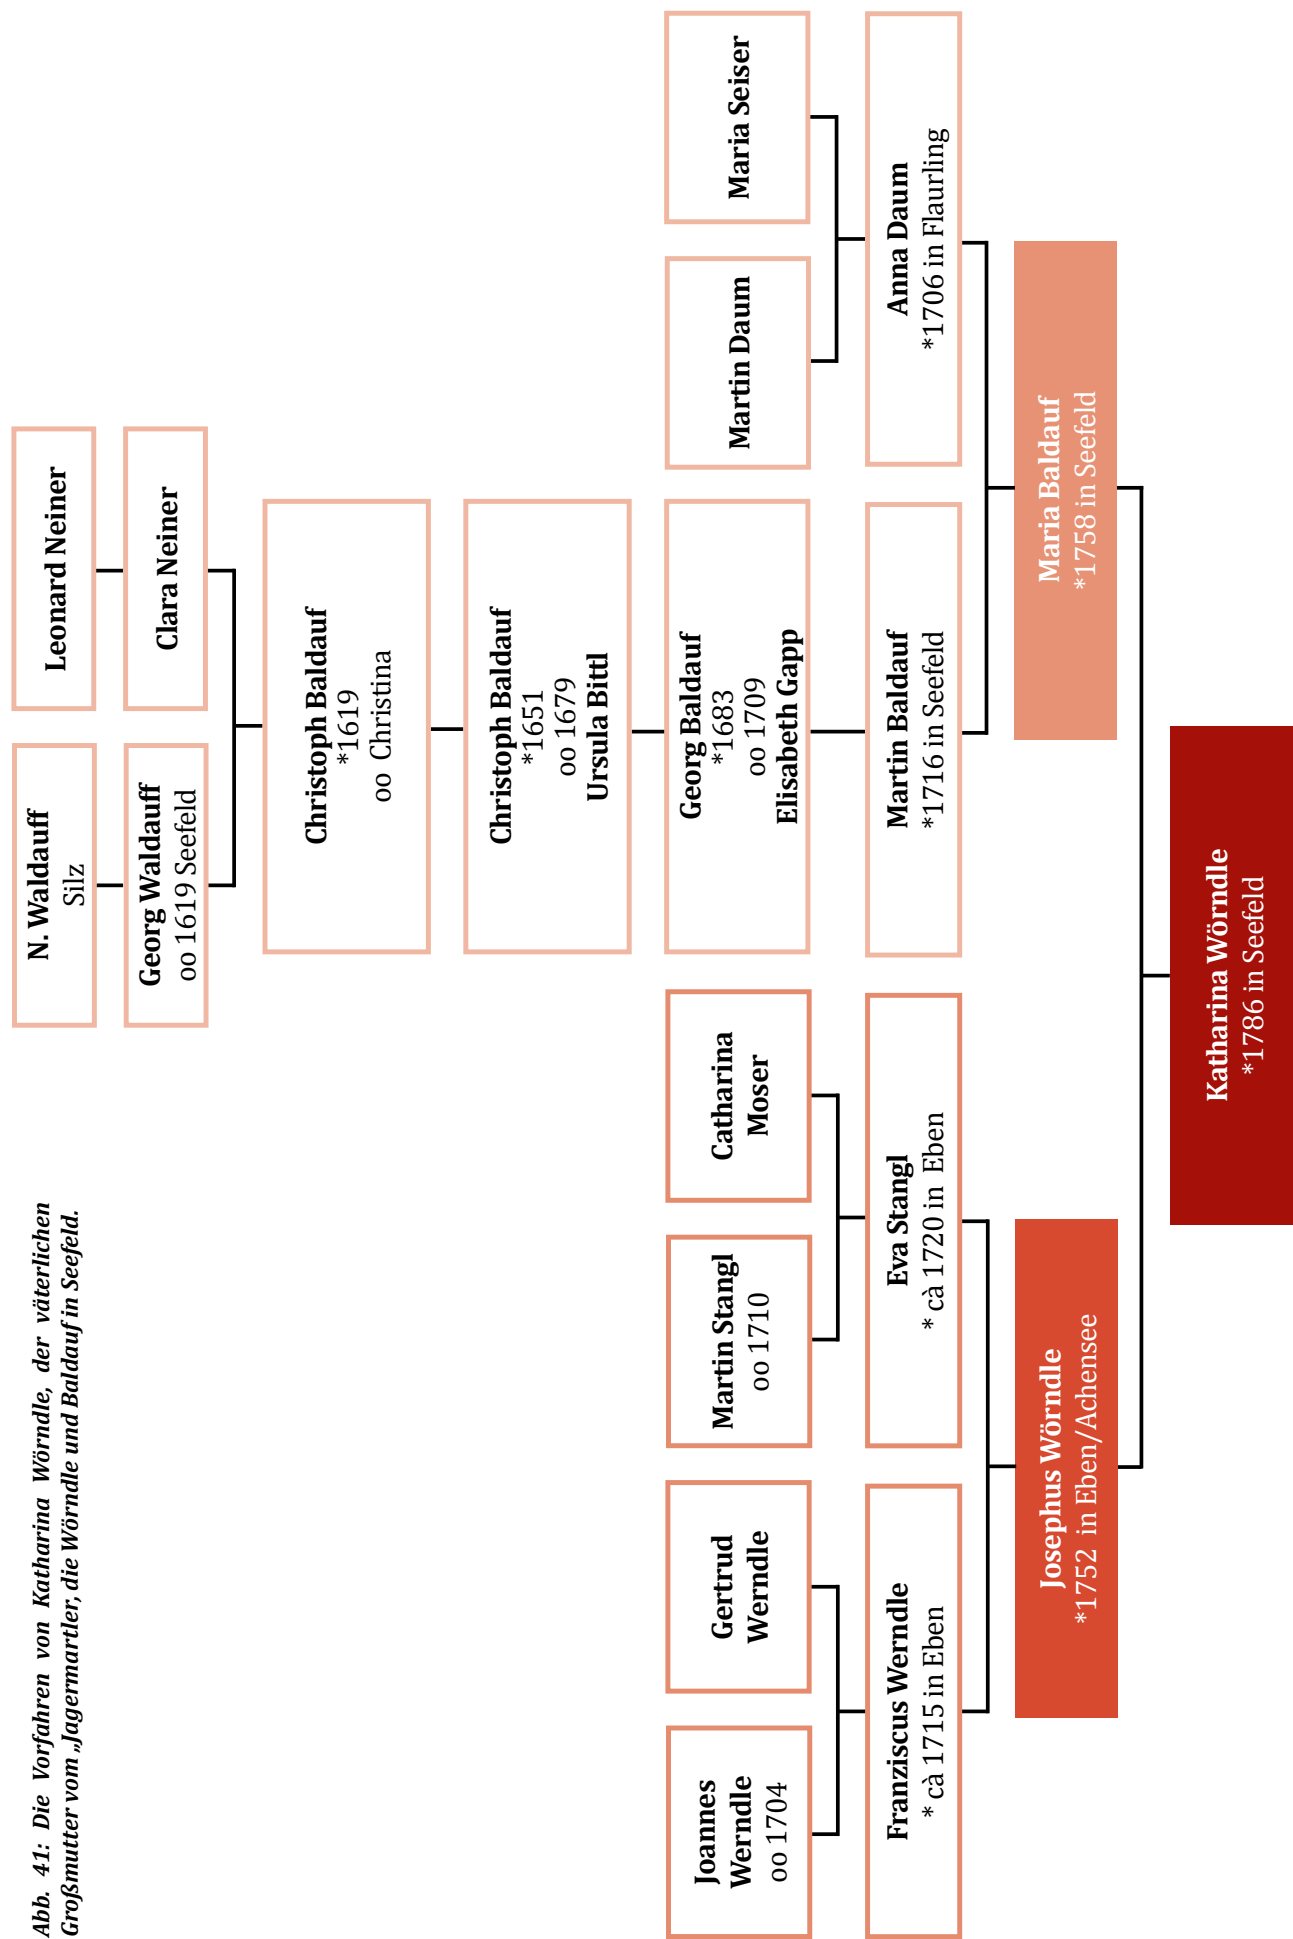 Abb. 41: Die Vorfahren von Katharina Wörndle, der väterlichen
Großmutter vom „Jagermartler, die Wörndle und Baldauf in Seefeld.
N. Waldauff
Silz
Leonard Neiner
Georg Waldauff
oo 1619 Seefeld
Clara Neiner
Christoph Baldauf
*1619
oo Christina
Christoph Baldauf
*1651
oo 1679
Ursula Bittl
Joannes
Werndle
oo 1704
Gertrud
Werndle
Martin Stangl
oo 1710
Catharina
Moser
Georg Baldauf
*1683
oo 1709
Elisabeth Gapp
Martin Daum
Maria Seiser
Franziscus Werndle
* cà 1715 in Eben
Eva Stangl
* cà 1720 in Eben
Martin Baldauf
*1716 in Seefeld
Anna Daum
*1706 in Flaurling
Josephus Wörndle
*1752 in Eben/Achensee
Maria Baldauf
*1758 in Seefeld
Katharina Wörndle
*1786 in Seefeld